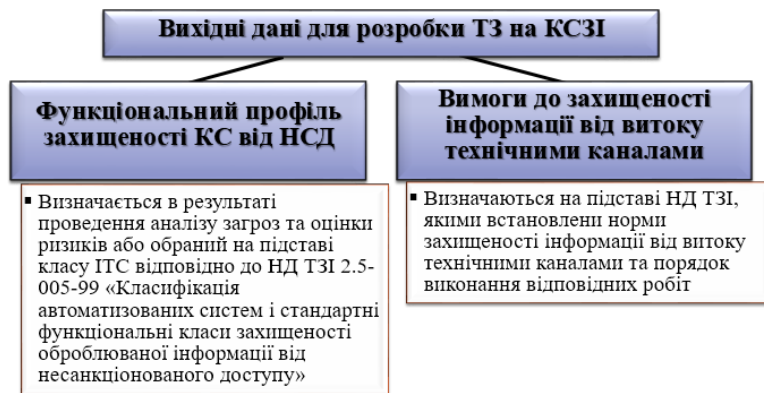 Вихідні дані для розробки ТЗ на КСЗІ
Функціональний профіль
захищеності КС від НСД
▪ Визначається в результаті
проведення аналізу загроз та оцінки
ризиків або обраний на підставі
класу ІТС відповідно до НД ТЗІ 2.5-
005-99 «Класифікація
автоматизованих систем і стандартні
функціональні класи захищеності
оброблюваної інформації від
несанкціонованого доступу»
Вимоги до захищеності
інформації від витоку
технічними каналами
▪ Визначаються на підставі НД ТЗІ,
якими встановлени норми
захищеності інформації від витоку
технічними каналами та порядок
виконання відповідних робіт